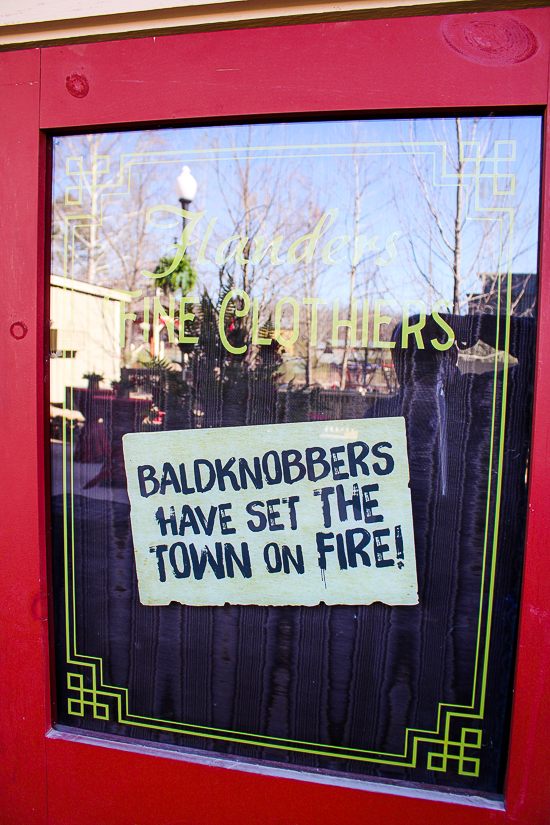 Flanders
FINE CLOTHIERS
BALDKNOBBERS
HAVE SET THE
TOWN ON FIRE!